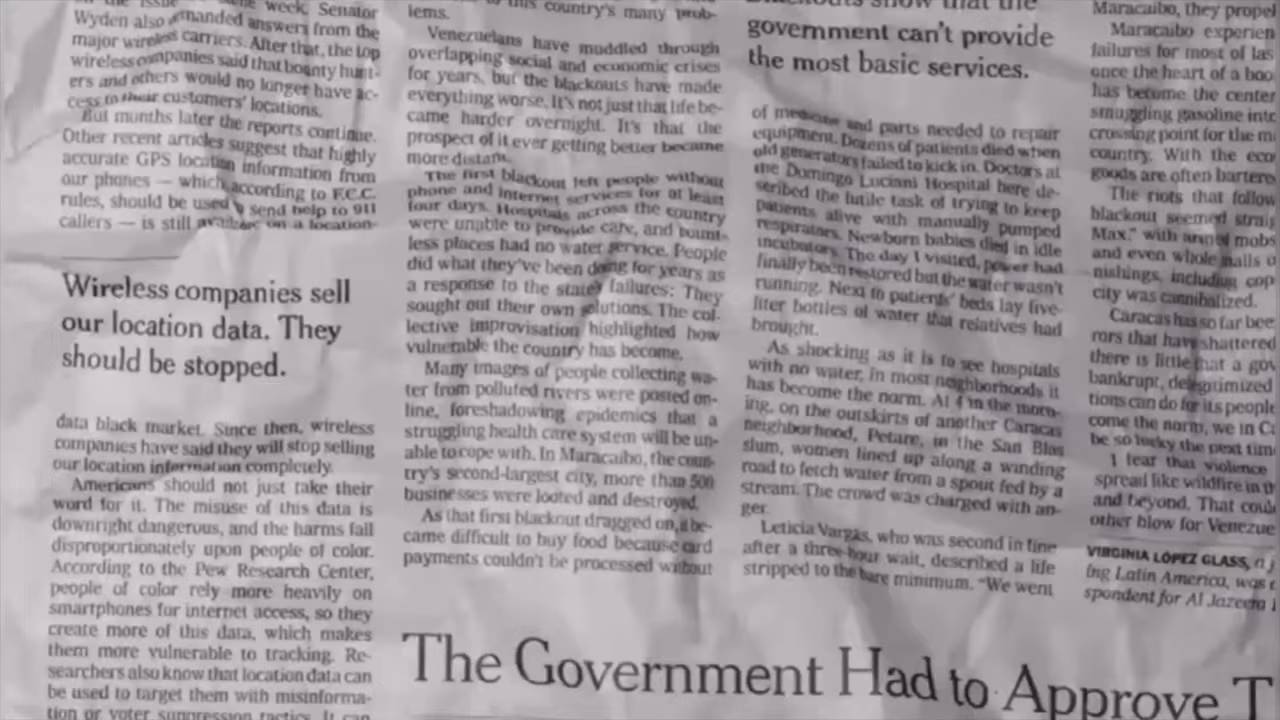 the issue
week, Senator
Wyden also demanded answers from the
major wireless carriers. After that, the top
wireless companies said that bounty hunt-
ers and others would no longer have ac-
cess to their customers' locations.
But months later the reports continue.
Other recent articles suggest that highly
accurate GPS location information from
our phones — which according to F.C.C.
rules, should be used send help to 911
callers — is still available on a location-
Wireless companies sell
our location data. They
should be stopped.
data black market. Since then, wireless
companies have said they will stop selling
our location information completely.
Americans should not just take their
word for it. The misuse of this data is
downright dangerous, and the harms fall
disproportionately upon people of color.
According to the Pew Research Center,
people of color rely more heavily on
smartphones for internet access, so they
create more of this data, which makes
them more vulnerable to tracking. Re-
searchers also know that location data can
be used to target them with misinforma-
tion or voter suppression tactics. It can
this country's many prob-
lems.
Venezuelans have muddled through
overlapping social and economic crises
for years, but the blackouts have made
everything worse. It's not just that life be-
came harder overnight. It's that the
prospect of it ever getting better became
more distant.
The first blackout left people without
phone and internet services for at least
four days. Hospitals across the country
were unable to provide care, and count-
less places had no water service. People
did what they've been doing for years as
a response to the state's failures: They
sought out their own solutions. The col-
lective improvisation highlighted how
vulnerable the country has become.
Many images of people collecting wa-
ter from polluted rivers were posted on-
line, foreshadowing epidemics that a
struggling health care system will be un-
able to cope with. In Maracaibo, the coun-
try's second-largest city, more than 500
businesses were looted and destroyed.
As that first blackout dragged on, it be-
came difficult to buy food because card
payments couldn't be processed without
Blackouts show that the
government can't provide
the most basic services.
of medicine and parts needed to repair
equipment. Dozens of patients died when
old generators failed to kick in. Doctors at
the Domingo Luciani Hospital here de-
scribed the futile task of trying to keep
patients alive with manually pumped
respirators. Newborn babies died in idle
incubators. The day I visited, power had
finally been restored but the water wasn't
running. Next to patients' beds lay five-
liter bottles of water that relatives had
brought.
As shocking as it is to see hospitals
with no water, in most neighborhoods it
has become the norm. At 4 in the morn-
ing, on the outskirts of another Caracas
neighborhood, Petare, in the San Blas
slum, women lined up along a winding
road to fetch water from a spout fed by a
stream. The crowd was charged with an-
ger.
Leticia Vargas, who was second in line
after a three-hour wait, described a life
stripped to the bare minimum. "We went
Maracaibo, they propel
Maracaibo experien
failures for most of las
once the heart of a boo
has become the center
smuggling gasoline into
crossing point for the m
country. With the eco
goods are often bartere
The riots that follow
blackout seemed straig
Max," with armed mobs
and even whole malls
nishings, including cop
city was cannibalized.
Caracas has so far bee
rors that have shattered
there is little that a gov
bankrupt, delegitimized
tions can do for its people
come the norm, we in Ca
be so lucky the next tim
I fear that violence
spread like wildfire in
and beyond. That coul
other blow for Venezue
VIRGINIA LÓPEZ GLASS, a j
ing Latin America, was
spondent for Al Jazeera
The Government Had to Approve T